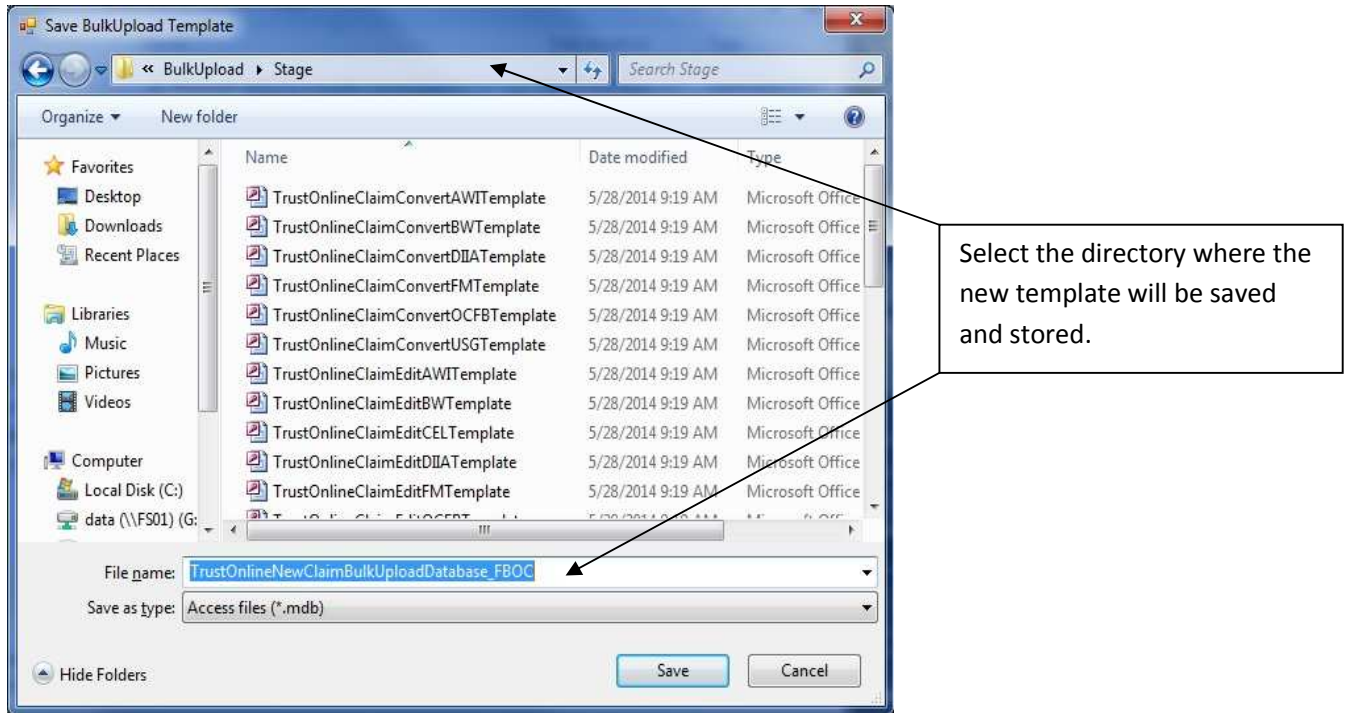 Save BulkUpload Template
« BulkUpload ▸ Stage
Search Stage
Organize ▾ New folder
Name Date modified Type
Favorites
Desktop
Downloads
Recent Places
Libraries
Music
Pictures
Videos
Computer
Local Disk (C:)
data (\\FS01) (G:
TrustOnlineClaimConvertAWITemplate 5/28/2014 9:19 AM Microsoft Office
TrustOnlineClaimConvertBWTemplate 5/28/2014 9:19 AM Microsoft Office
TrustOnlineClaimConvertDIIATemplate 5/28/2014 9:19 AM Microsoft Office
TrustOnlineClaimConvertFMTemplate 5/28/2014 9:19 AM Microsoft Office
TrustOnlineClaimConvertOCFBTemplate 5/28/2014 9:19 AM Microsoft Office
TrustOnlineClaimConvertUSGTemplate 5/28/2014 9:19 AM Microsoft Office
TrustOnlineClaimEditAWITemplate 5/28/2014 9:19 AM Microsoft Office
TrustOnlineClaimEditBWTemplate 5/28/2014 9:19 AM Microsoft Office
TrustOnlineClaimEditCELTemplate 5/28/2014 9:19 AM Microsoft Office
TrustOnlineClaimEditDIIATemplate 5/28/2014 9:19 AM Microsoft Office
TrustOnlineClaimEditFMTemplate 5/28/2014 9:19 AM Microsoft Office
File name: TrustOnlineNewClaimBulkUploadDatabase_FBOC
Save as type: Access files (*.mdb)
Hide Folders
Save
Cancel
Select the directory where the
new template will be saved
and stored.